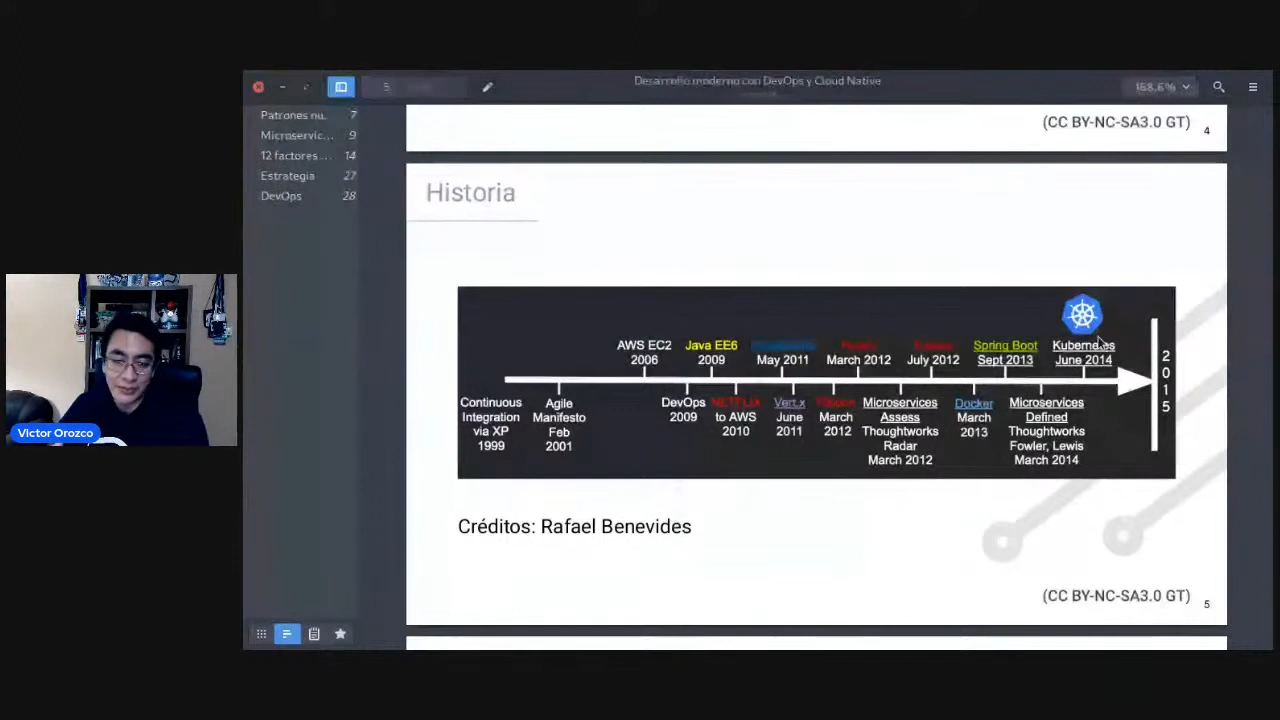 Desarrollo moderno con DevOps y Cloud Native
5
168.6%
Patrones nu. 7
Microservic... 9
12 factores ... 14
Estrategia 27
DevOps 28
(CC BY-NC-SA3.0 GT) 4
Historia
AWS EC2
2006
Java EE6
2009
May 2011
March 2012
July 2012
Spring Boot
Sept 2013
Kubernetes
June 2014
Continuous
Integration
via XP
1999
Agile
Manifesto
Feb
2001
DevOps
2009
NETFLIX
to AWS
2010
Vert.x
June
2011
March
2012
Microservices
Assess
Thoughtworks
Radar
March 2012
Docker
March
2013
Microservices
Defined
Thoughtworks
Fowler, Lewis
March 2014
2015
Créditos: Rafael Benevides
(CC BY-NC-SA3.0 GT) 5
Victor Orozco